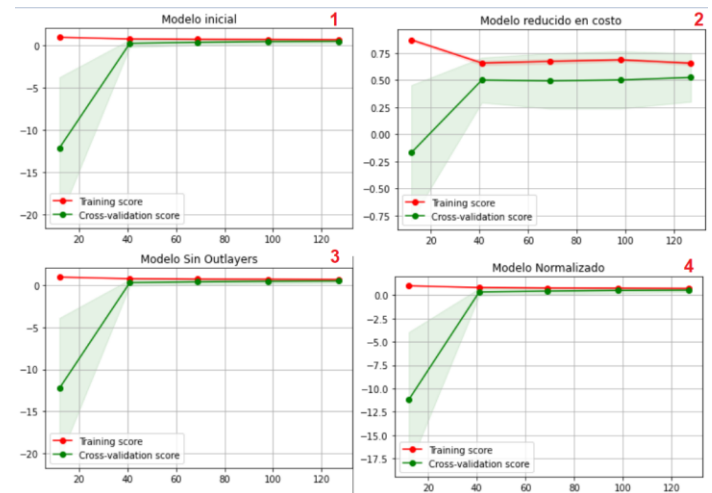 Modelo inicial 1
0
−5
−10
−15
−20
Training score
Cross-validation score
20 40 60 80 100 120
Modelo reducido en costo 2
0.75
0.50
0.25
0.00
−0.25
−0.50
−0.75
Training score
Cross-validation score
20 40 60 80 100 120
Modelo Sin Outlayers 3
0
−5
−10
−15
−20
Training score
Cross-validation score
20 40 60 80 100 120
Modelo Normalizado 4
0.0
−2.5
−5.0
−7.5
−10.0
−12.5
−15.0
−17.5
Training score
Cross-validation score
20 40 60 80 100 120